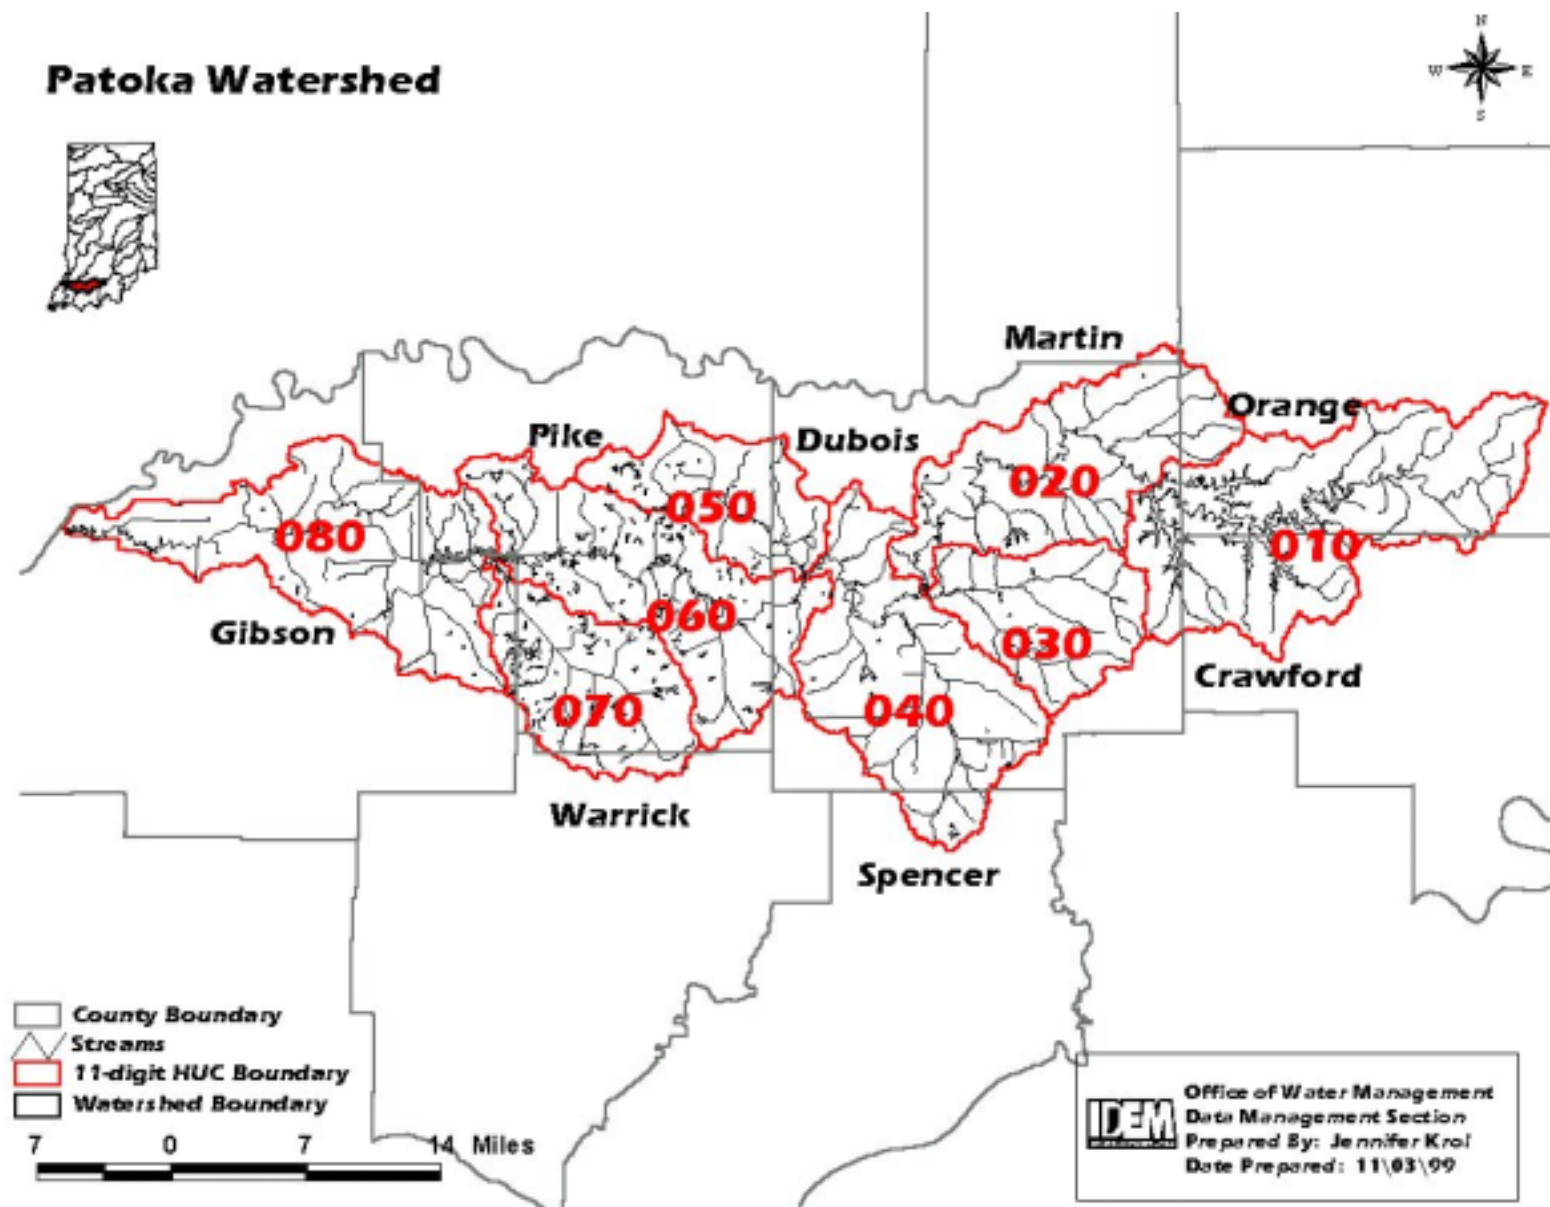 N
Patoka Watershed
W E
S
Martin
Orange
Pike
Dubois
020
050
080
010
060
Gibson
030
Crawford
070
040
Warrick
Spencer
County Boundary
Streams
11-digit HUC Boundary
Watershed Boundary
7 0 7 14 Miles
IDEM
Office of Water Management
Data Management Section
Prepared By: Jennifer Krol
Date Prepared: 11\03\99